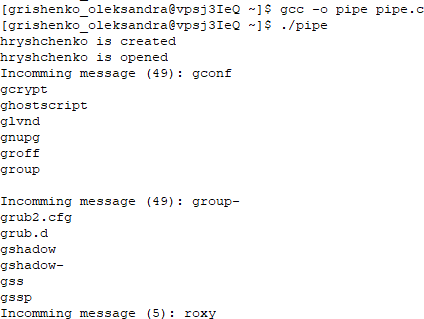 [grishenko_oleksandra@vpsj3IeQ ~]$ gcc -o pipe pipe.c
[grishenko_oleksandra@vpsj3IeQ ~]$ ./pipe
hryshchenko is created
hryshchenko is opened
Incomming message (49): gconf
gcrypt
ghostscript
glvnd
gnupg
groff
group
Incomming message (49): group-
grub2.cfg
grub.d
gshadow
gshadow-
gss
gssp
Incomming message (5): roxy